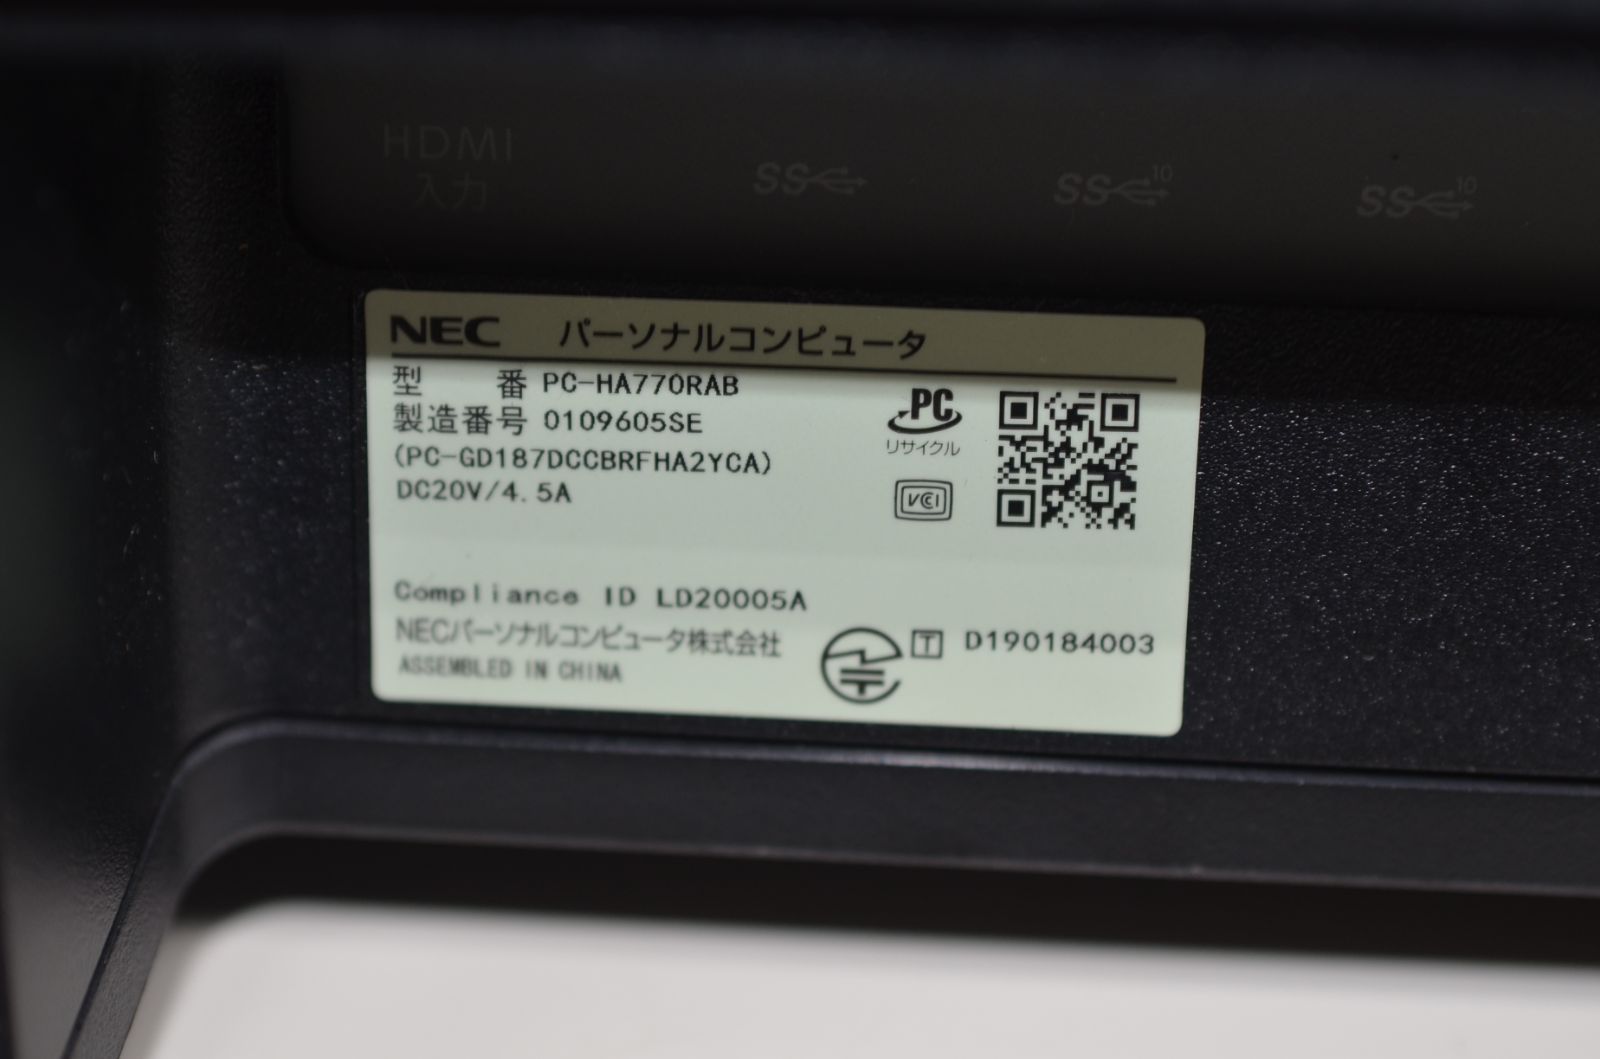 HDMI
入力
SS
SS 10
SS 10
NEC パーソナルコンピュータ
型 番 PC-HA770RAB
製造番号 0109605SE
(PC-GD187DCCBRFHA2YCA)
DC20V/4.5A
PC
リサイクル
VCCI
Compliance ID LD20005A
NECパーソナルコンピュータ株式会社
ASSEMBLED IN CHINA
T D190184003